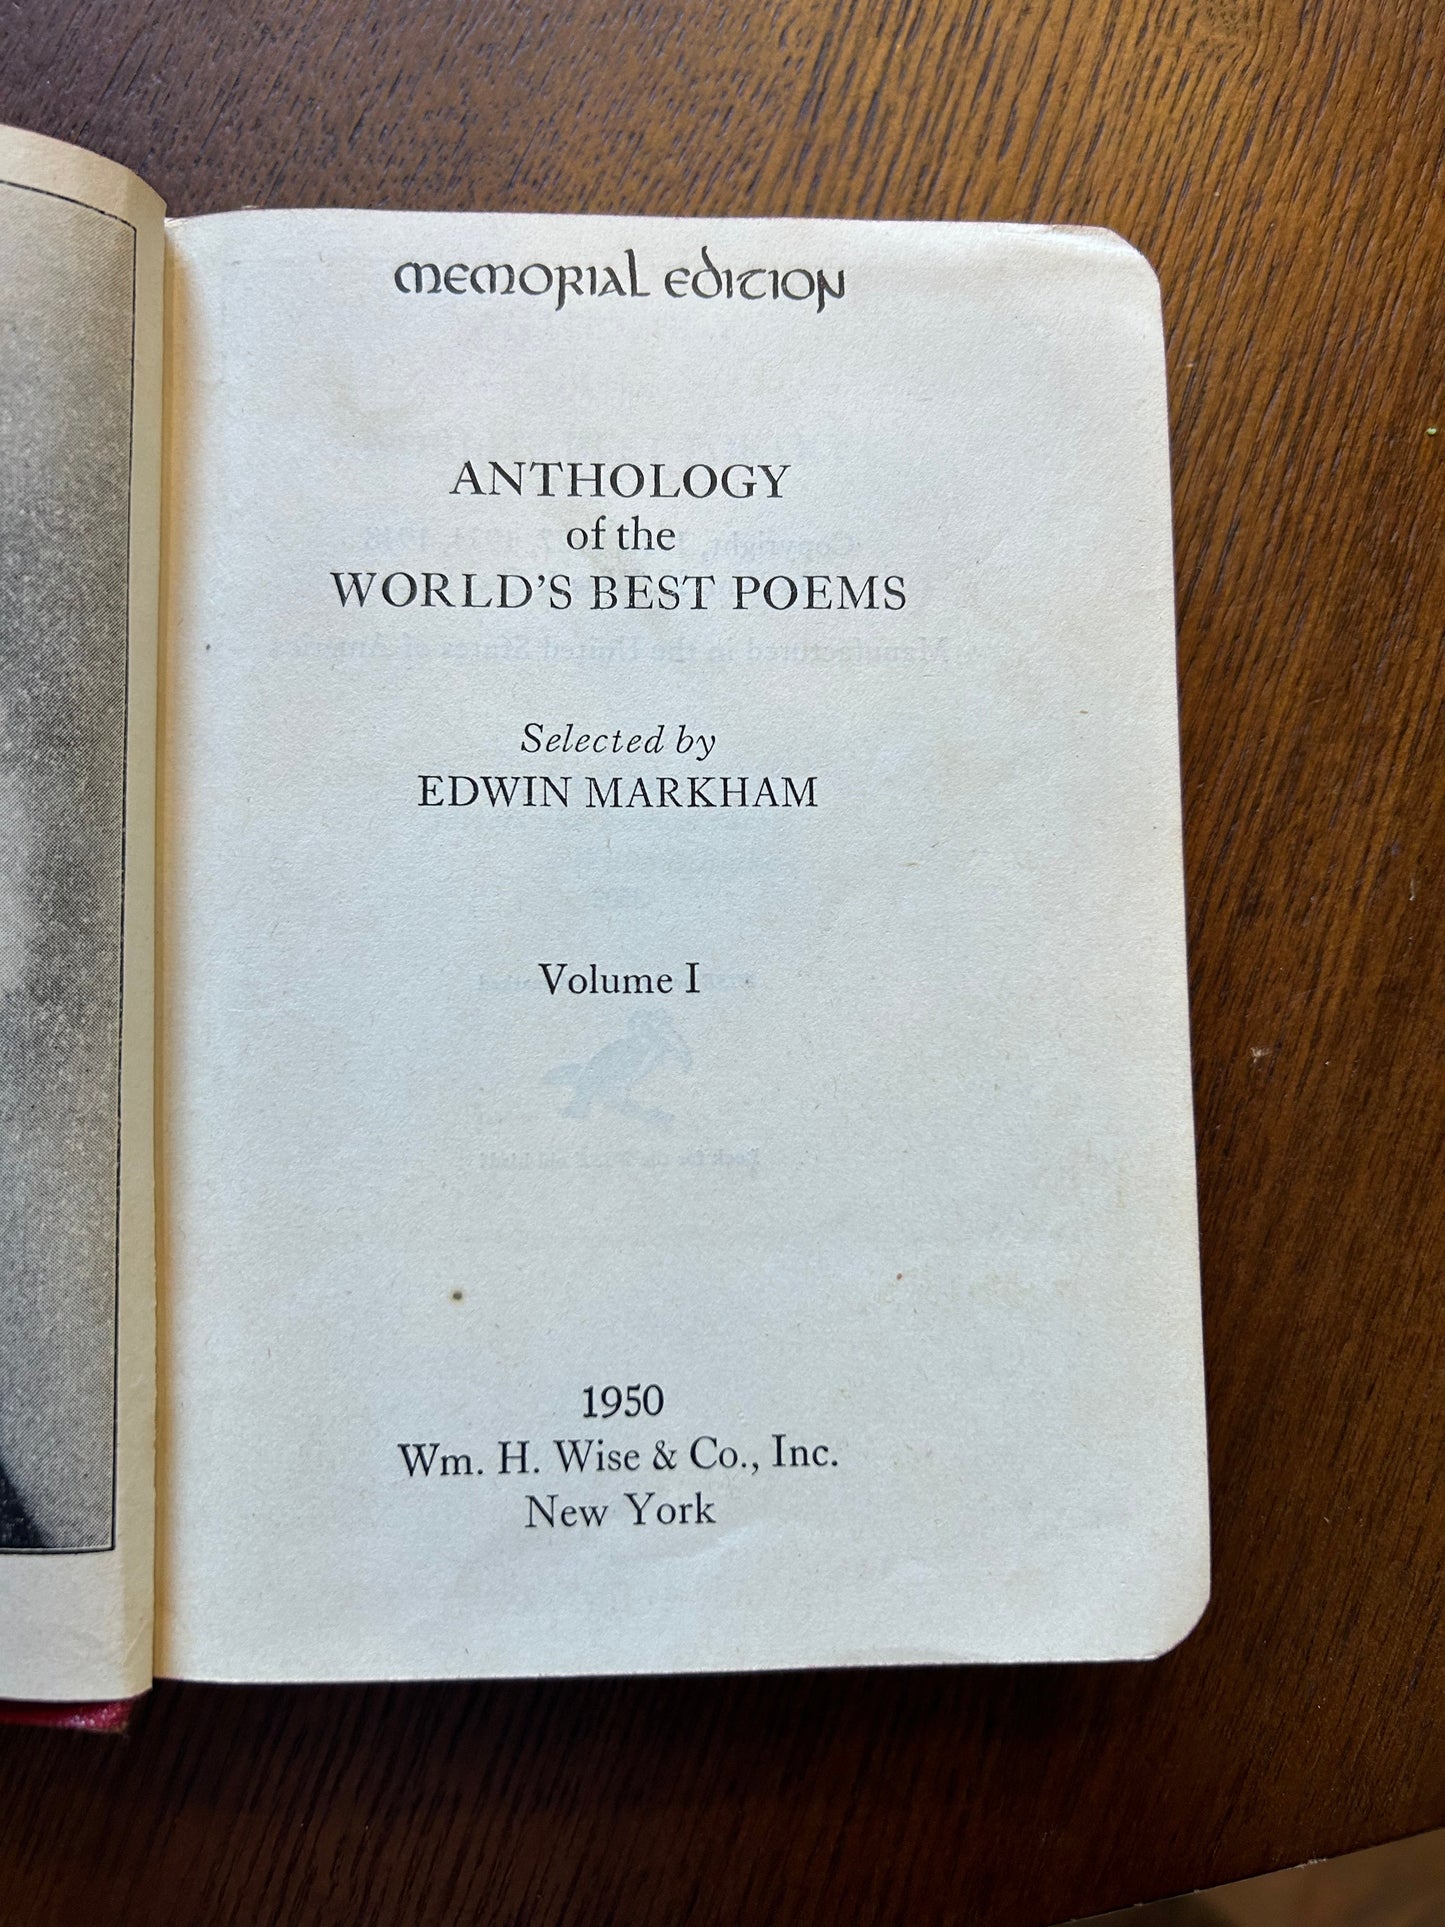 MEMORIAL EDITION
ANTHOLOGY
of the
WORLD'S BEST POEMS
Selected by
EDWIN MARKHAM
Volume I
1950
Wm. H. Wise & Co., Inc.
New York